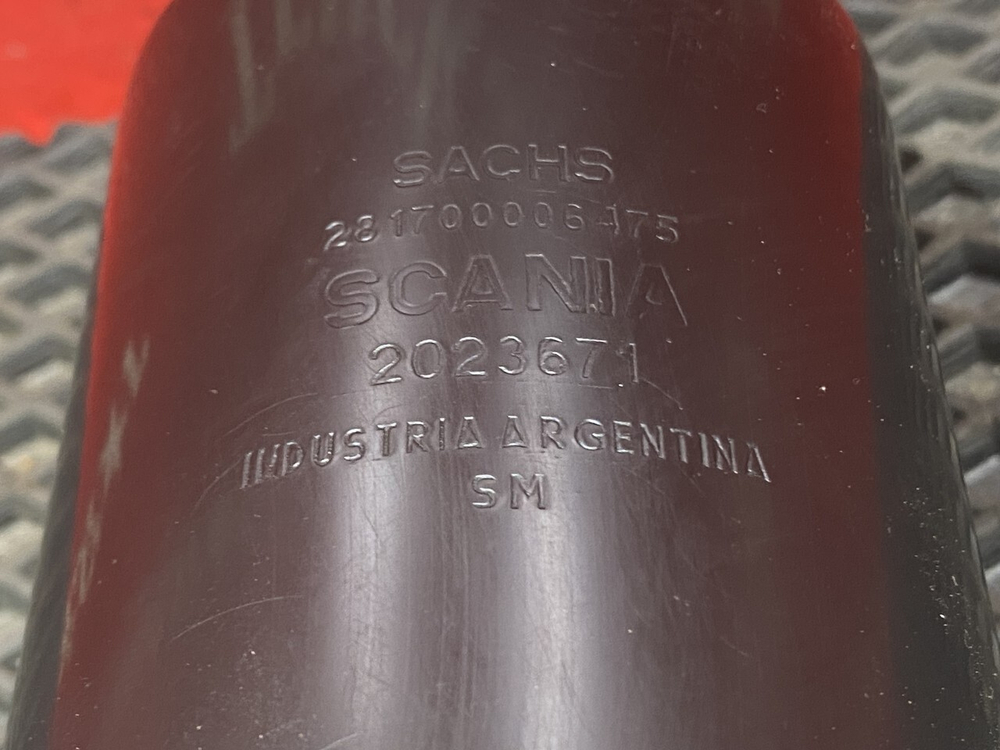 SACHS
281700006475
SCANIA
2023671
INDUSTRIA ARGENTINA
SM